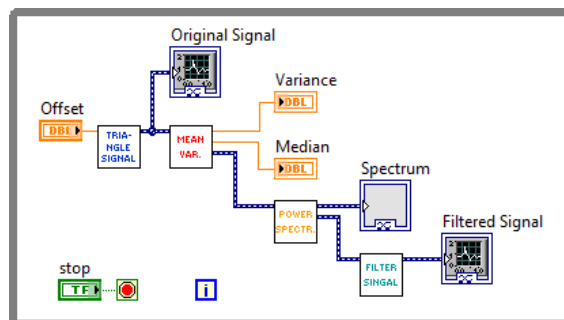 Original Signal
Variance
DBL
Offset
DBL
TRIA-
NGLE
SIGNAL
MEAN
VAR.
Median
DBL
Spectrum
POWER
SPECTR.
Filtered Signal
FILTER
SINGAL
stop
TF
i